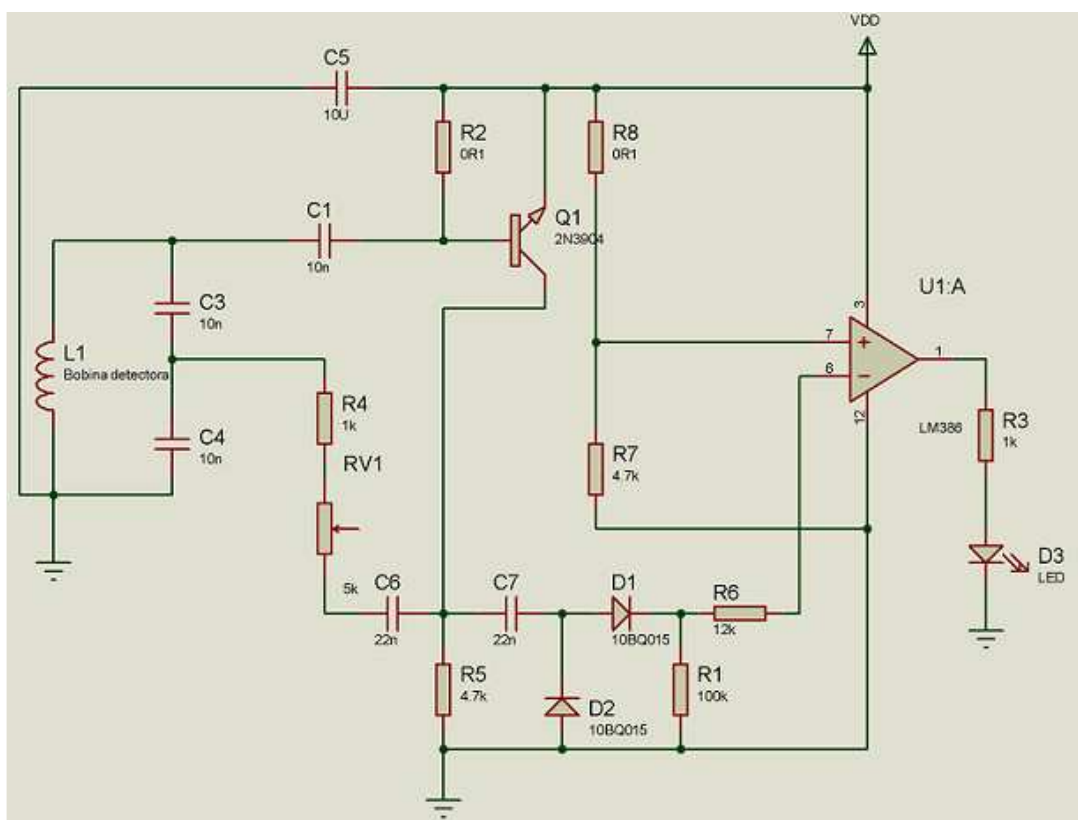 VDD
C5
10U
R2
0R1
R8
0R1
C1
10n
Q1
2N3904
U1:A
3
C3
10n
7
6
1
12
L1
Bobina detectora
R4
1k
LM386
R3
1k
C4
10n
RV1
R7
4.7k
5k
C6
22n
C7
22n
D1
10BQ015
R6
12k
D3
LED
R5
4.7k
D2
10BQ015
R1
100k